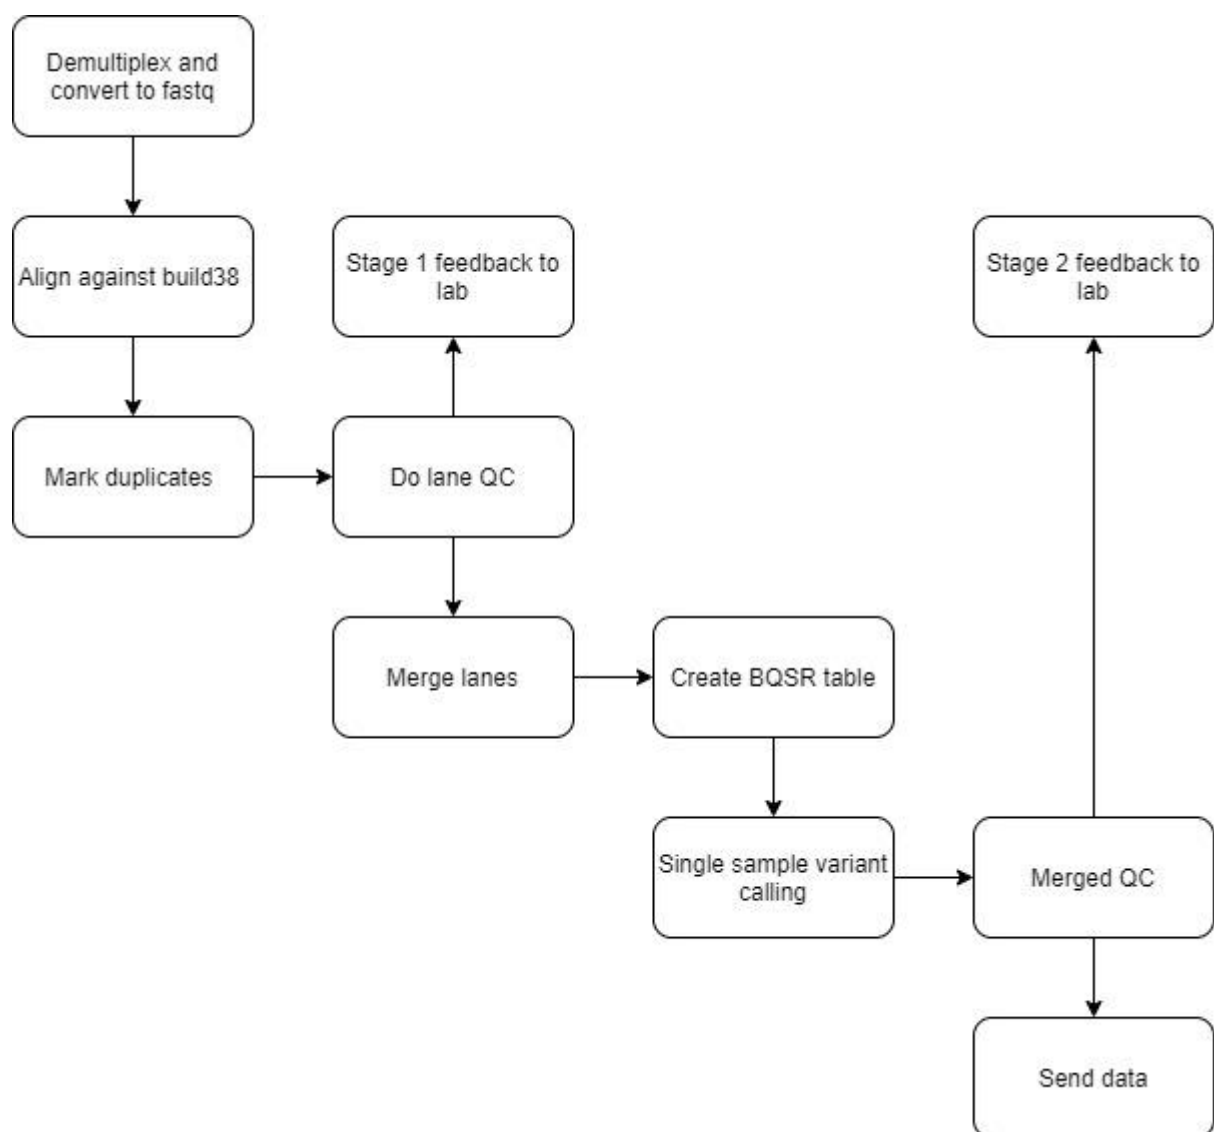 Demultiplex and
convert to fastq
Align against build38
Stage 1 feedback to
lab
Stage 2 feedback to
lab
Mark duplicates
Do lane QC
Merge lanes
Create BQSR table
Single sample variant
calling
Merged QC
Send data